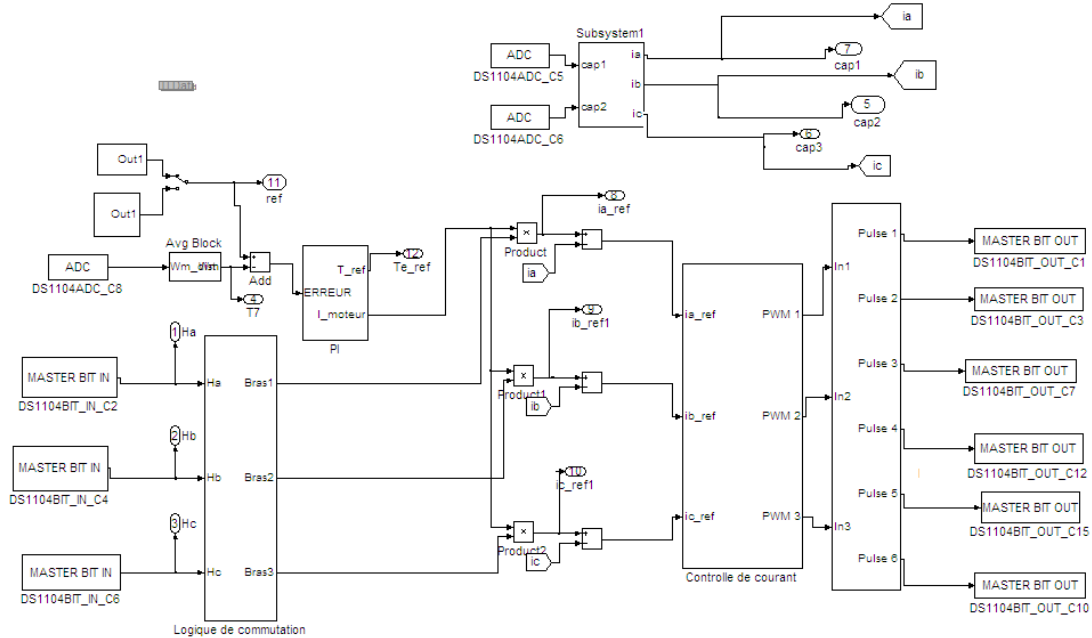 Subsystem1
ADC
DS1104ADC_C5
ADC
DS1104ADC_C6
cap1
cap2
ia
ib
ic
ia
7
cap1
ib
5
cap2
6
cap3
ic
Out1
Out1
11
ref
Avg Block
ADC
DS1104ADC_C8
Add
4
T7
ERREUR
T_ref
I_moteur
PI
12
Te_ref
8
ia_ref
Product
ia
9
ib_ref1
Product1
ib
10
ic_ref1
Product2
ic
MASTER BIT IN
DS1104BIT_IN_C2
MASTER BIT IN
DS1104BIT_IN_C4
MASTER BIT IN
DS1104BIT_IN_C6
1
Ha
2
Hb
3
Hc
Ha
Hb
Hc
Bras1
Bras2
Bras3
Logique de commutation
ia_ref
ib_ref
ic_ref
PWM 1
PWM 2
PWM 3
Controlle de courant
In1
In2
In3
Pulse 1
Pulse 2
Pulse 3
Pulse 4
Pulse 5
Pulse 6
MASTER BIT OUT
DS1104BIT_OUT_C1
MASTER BIT OUT
DS1104BIT_OUT_C3
MASTER BIT OUT
DS1104BIT_OUT_C7
MASTER BIT OUT
DS1104BIT_OUT_C12
MASTER BIT OUT
DS1104BIT_OUT_C15
MASTER BIT OUT
DS1104BIT_OUT_C10